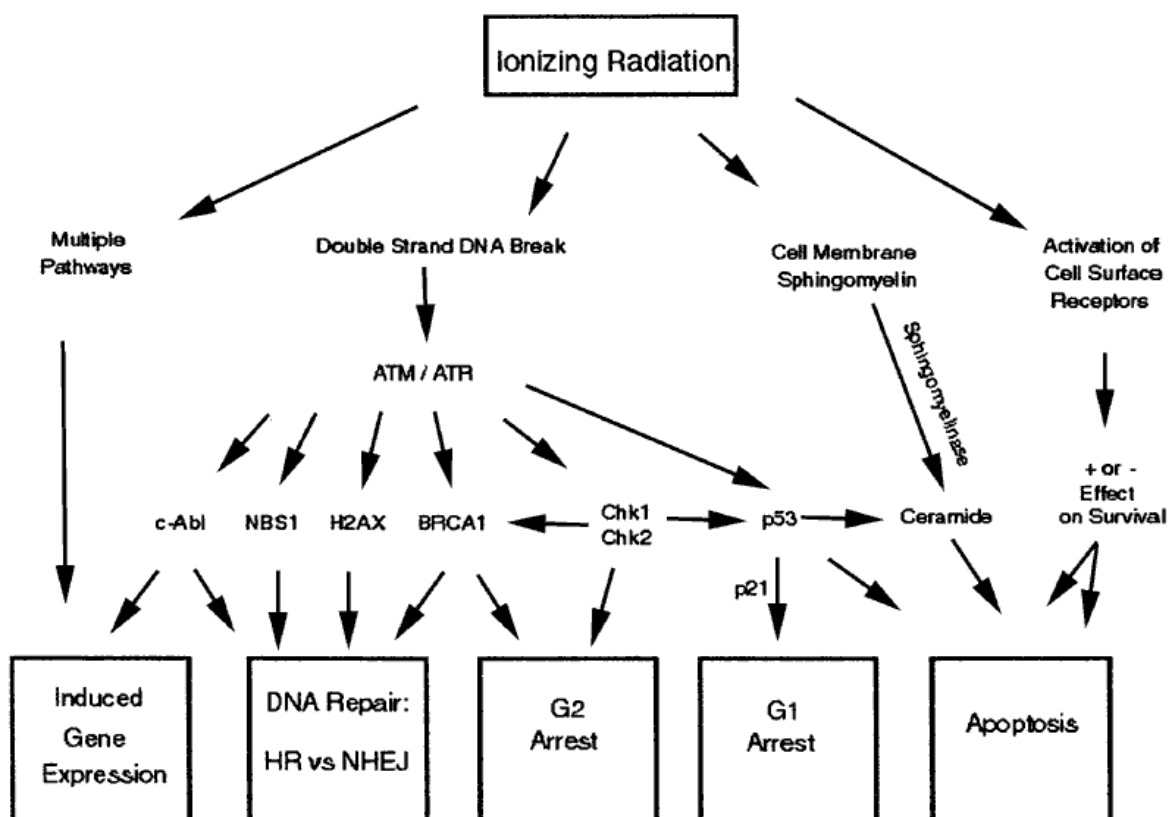 Ionizing Radiation
Multiple
Pathways
Double Strand DNA Break
Cell Membrane
Sphingomyelin
Activation of
Cell Surface
Receptors
Sphingomyelinase
ATM / ATR
+ or -
Effect
on Survival
c-Abl
NBS1
H2AX
BRCA1
Chk1
Chk2
p53
Ceramide
p21
Induced
Gene
Expression
DNA Repair:
HR vs NHEJ
G2
Arrest
G1
Arrest
Apoptosis